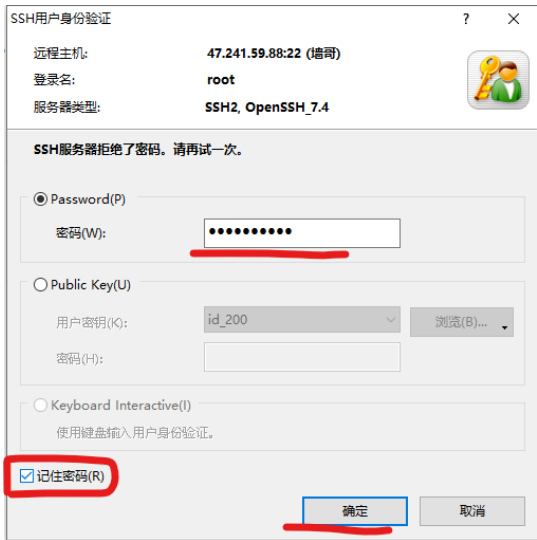 SSH用户身份验证 ? ×
远程主机: 47.241.59.88:22 (墙哥)
登录名: root
服务器类型: SSH2, OpenSSH_7.4
SSH服务器拒绝了密码。请再试一次。
Password(P)
密码(W): ●●●●●●●●●●
Public Key(U)
用户密钥(K): id_200 浏览(B)...
密码(H):
Keyboard Interactive(I)
使用键盘输入用户身份验证。
记住密码(R)
确定 取消